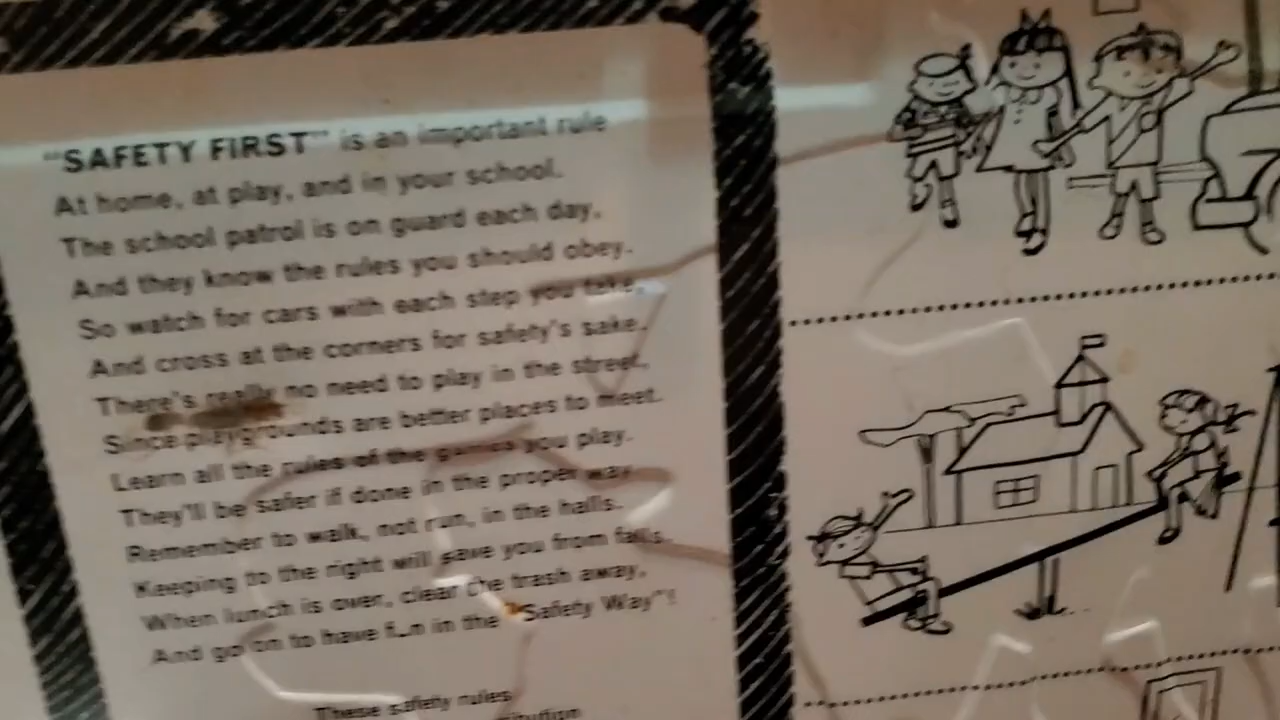 "SAFETY FIRST" is an important rule
At home, at play, and in your school.
The school patrol is on guard each day,
And they know the rules you should obey.
So watch for cars with each step you take,
And cross at the corners for safety's sake.
There's really no need to play in the street,
Since playgrounds are better places to meet.
Learn all the rules of the games you play.
They'll be safer if done in the proper way.
Remember to walk, not run, in the halls.
Keeping to the right will save you from falls.
When lunch is over, clear the trash away,
And go on to have fun in the "Safety Way"!
These safety rules